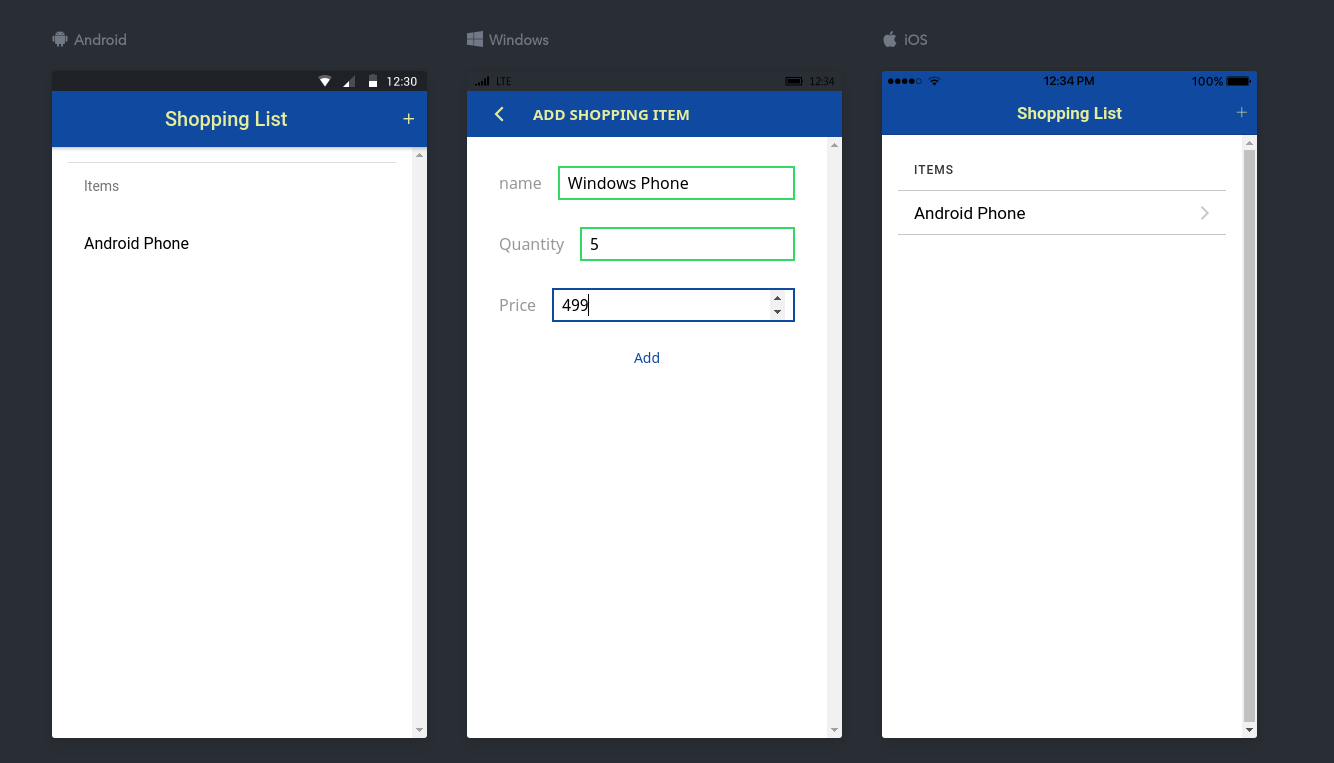 Android
12:30
Shopping List +
Items
Android Phone
Windows
LTE 12:34
ADD SHOPPING ITEM
name Windows Phone
Quantity 5
Price 499
Add
iOS
12:34 PM 100%
Shopping List +
ITEMS
Android Phone